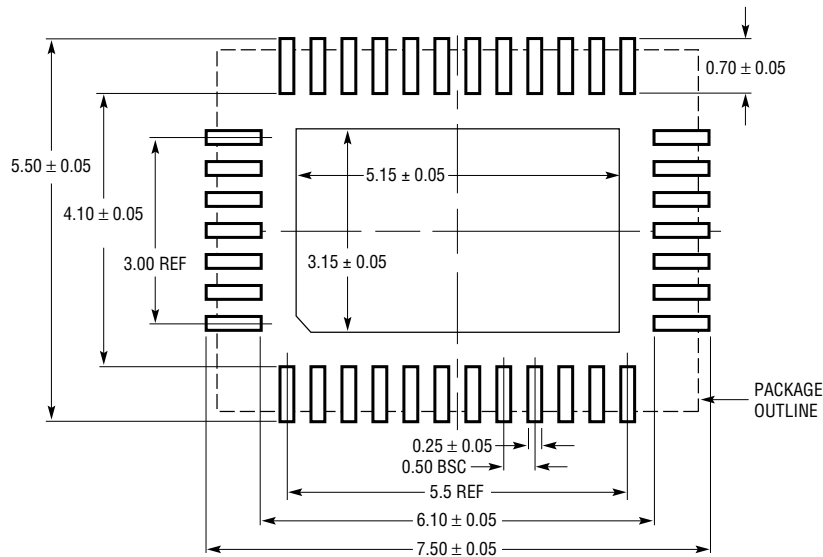 0.70 ± 0.05
5.50 ± 0.05
5.15 ± 0.05
4.10 ± 0.05
3.00 REF
3.15 ± 0.05
PACKAGE
OUTLINE
0.25 ± 0.05
0.50 BSC
5.5 REF
6.10 ± 0.05
7.50 ± 0.05